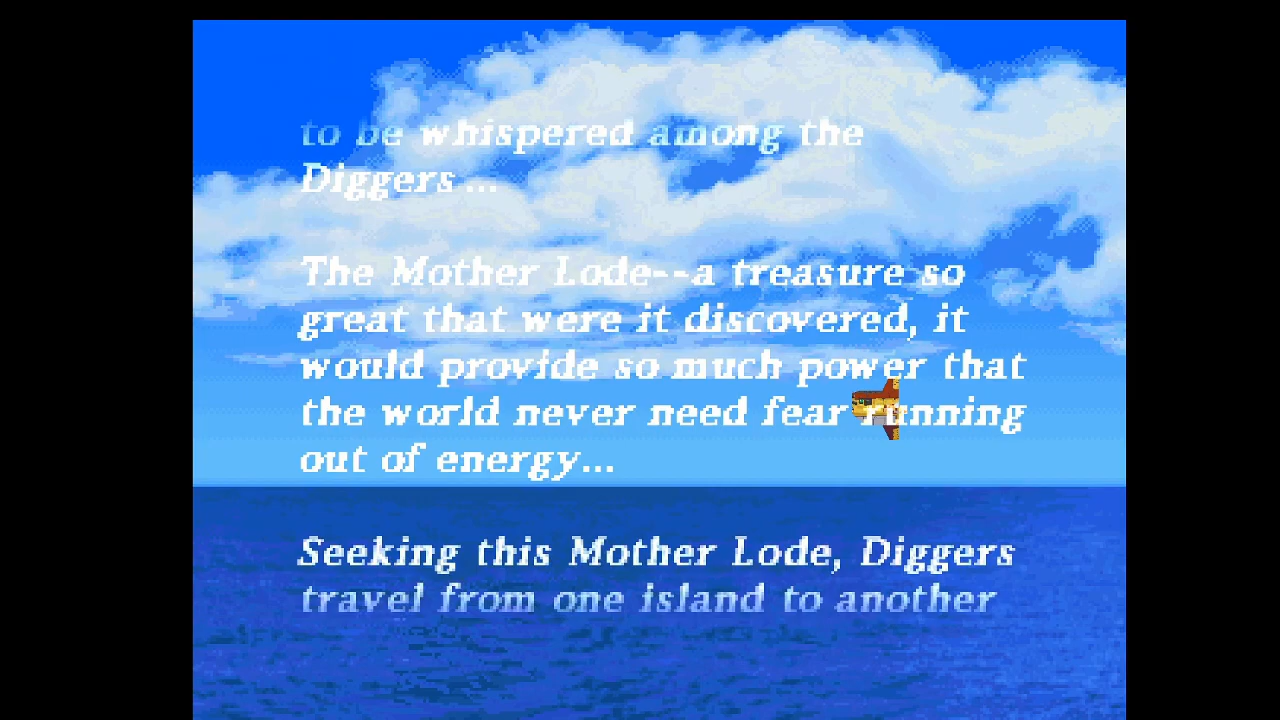 to be whispered among the
Diggers...
The Mother Lode--a treasure so
great that were it discovered, it
would provide so much power that
the world never need fear running
out of energy...
Seeking this Mother Lode, Diggers
travel from one island to another